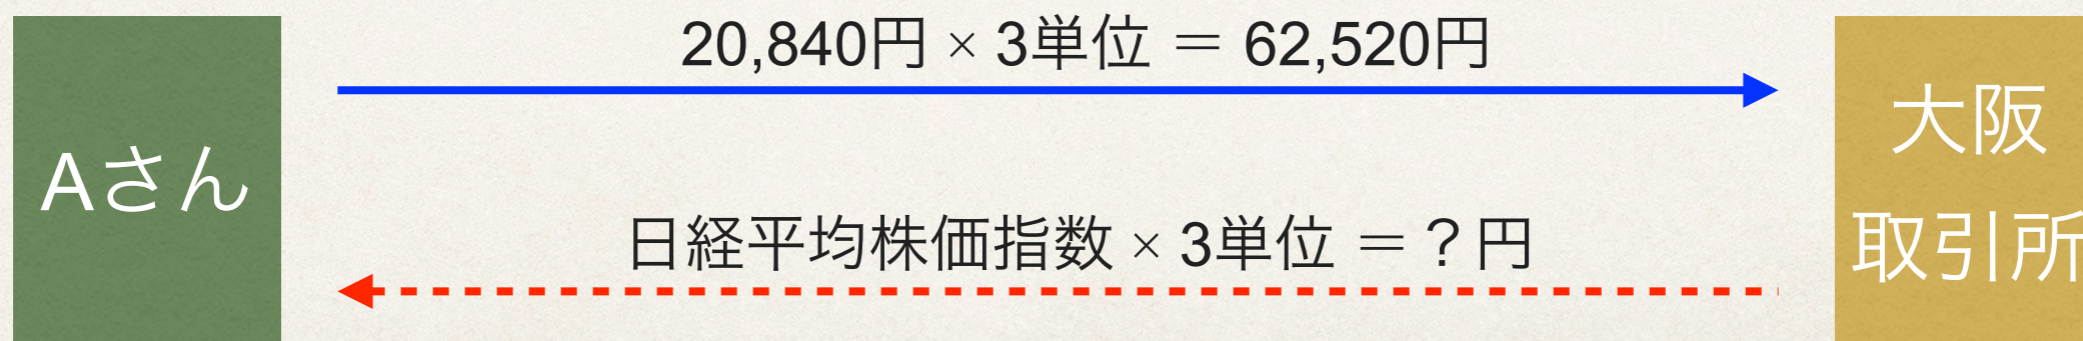 20,840円 × 3単位 ＝ 62,520円
Aさん
大阪
取引所
日経平均株価指数 × 3単位 ＝ ? 円